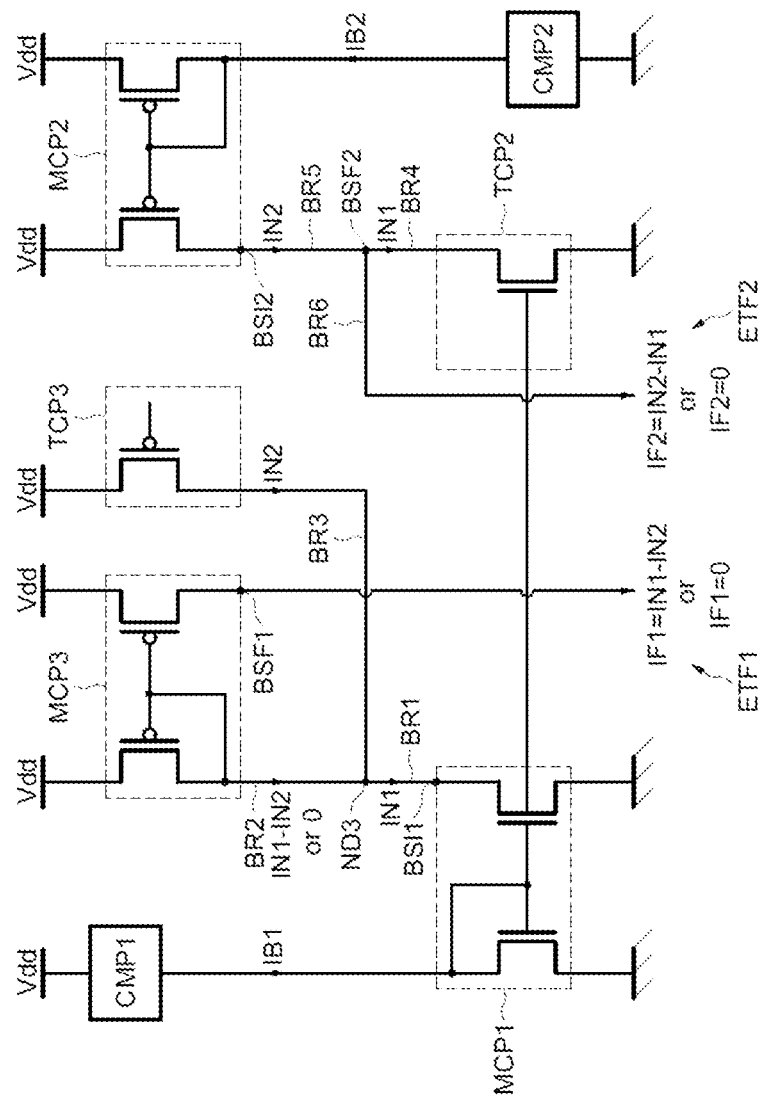 Vdd
Vdd
Vdd
Vdd
Vdd
CMP1
MCP3
TCP3
MCP2
IB1
BR2
IN1-IN2
or 0
ND3
IN1
BR1
BSI1
BSF1
BR3
IN2
BSI2
IN2
BR5
BSF2
BR6
IN1
BR4
IB2
CMP2
TCP2
MCP1
IF1=IN1-IN2
or
IF1=0
ETF1
IF2=IN2-IN1
or
IF2=0
ETF2